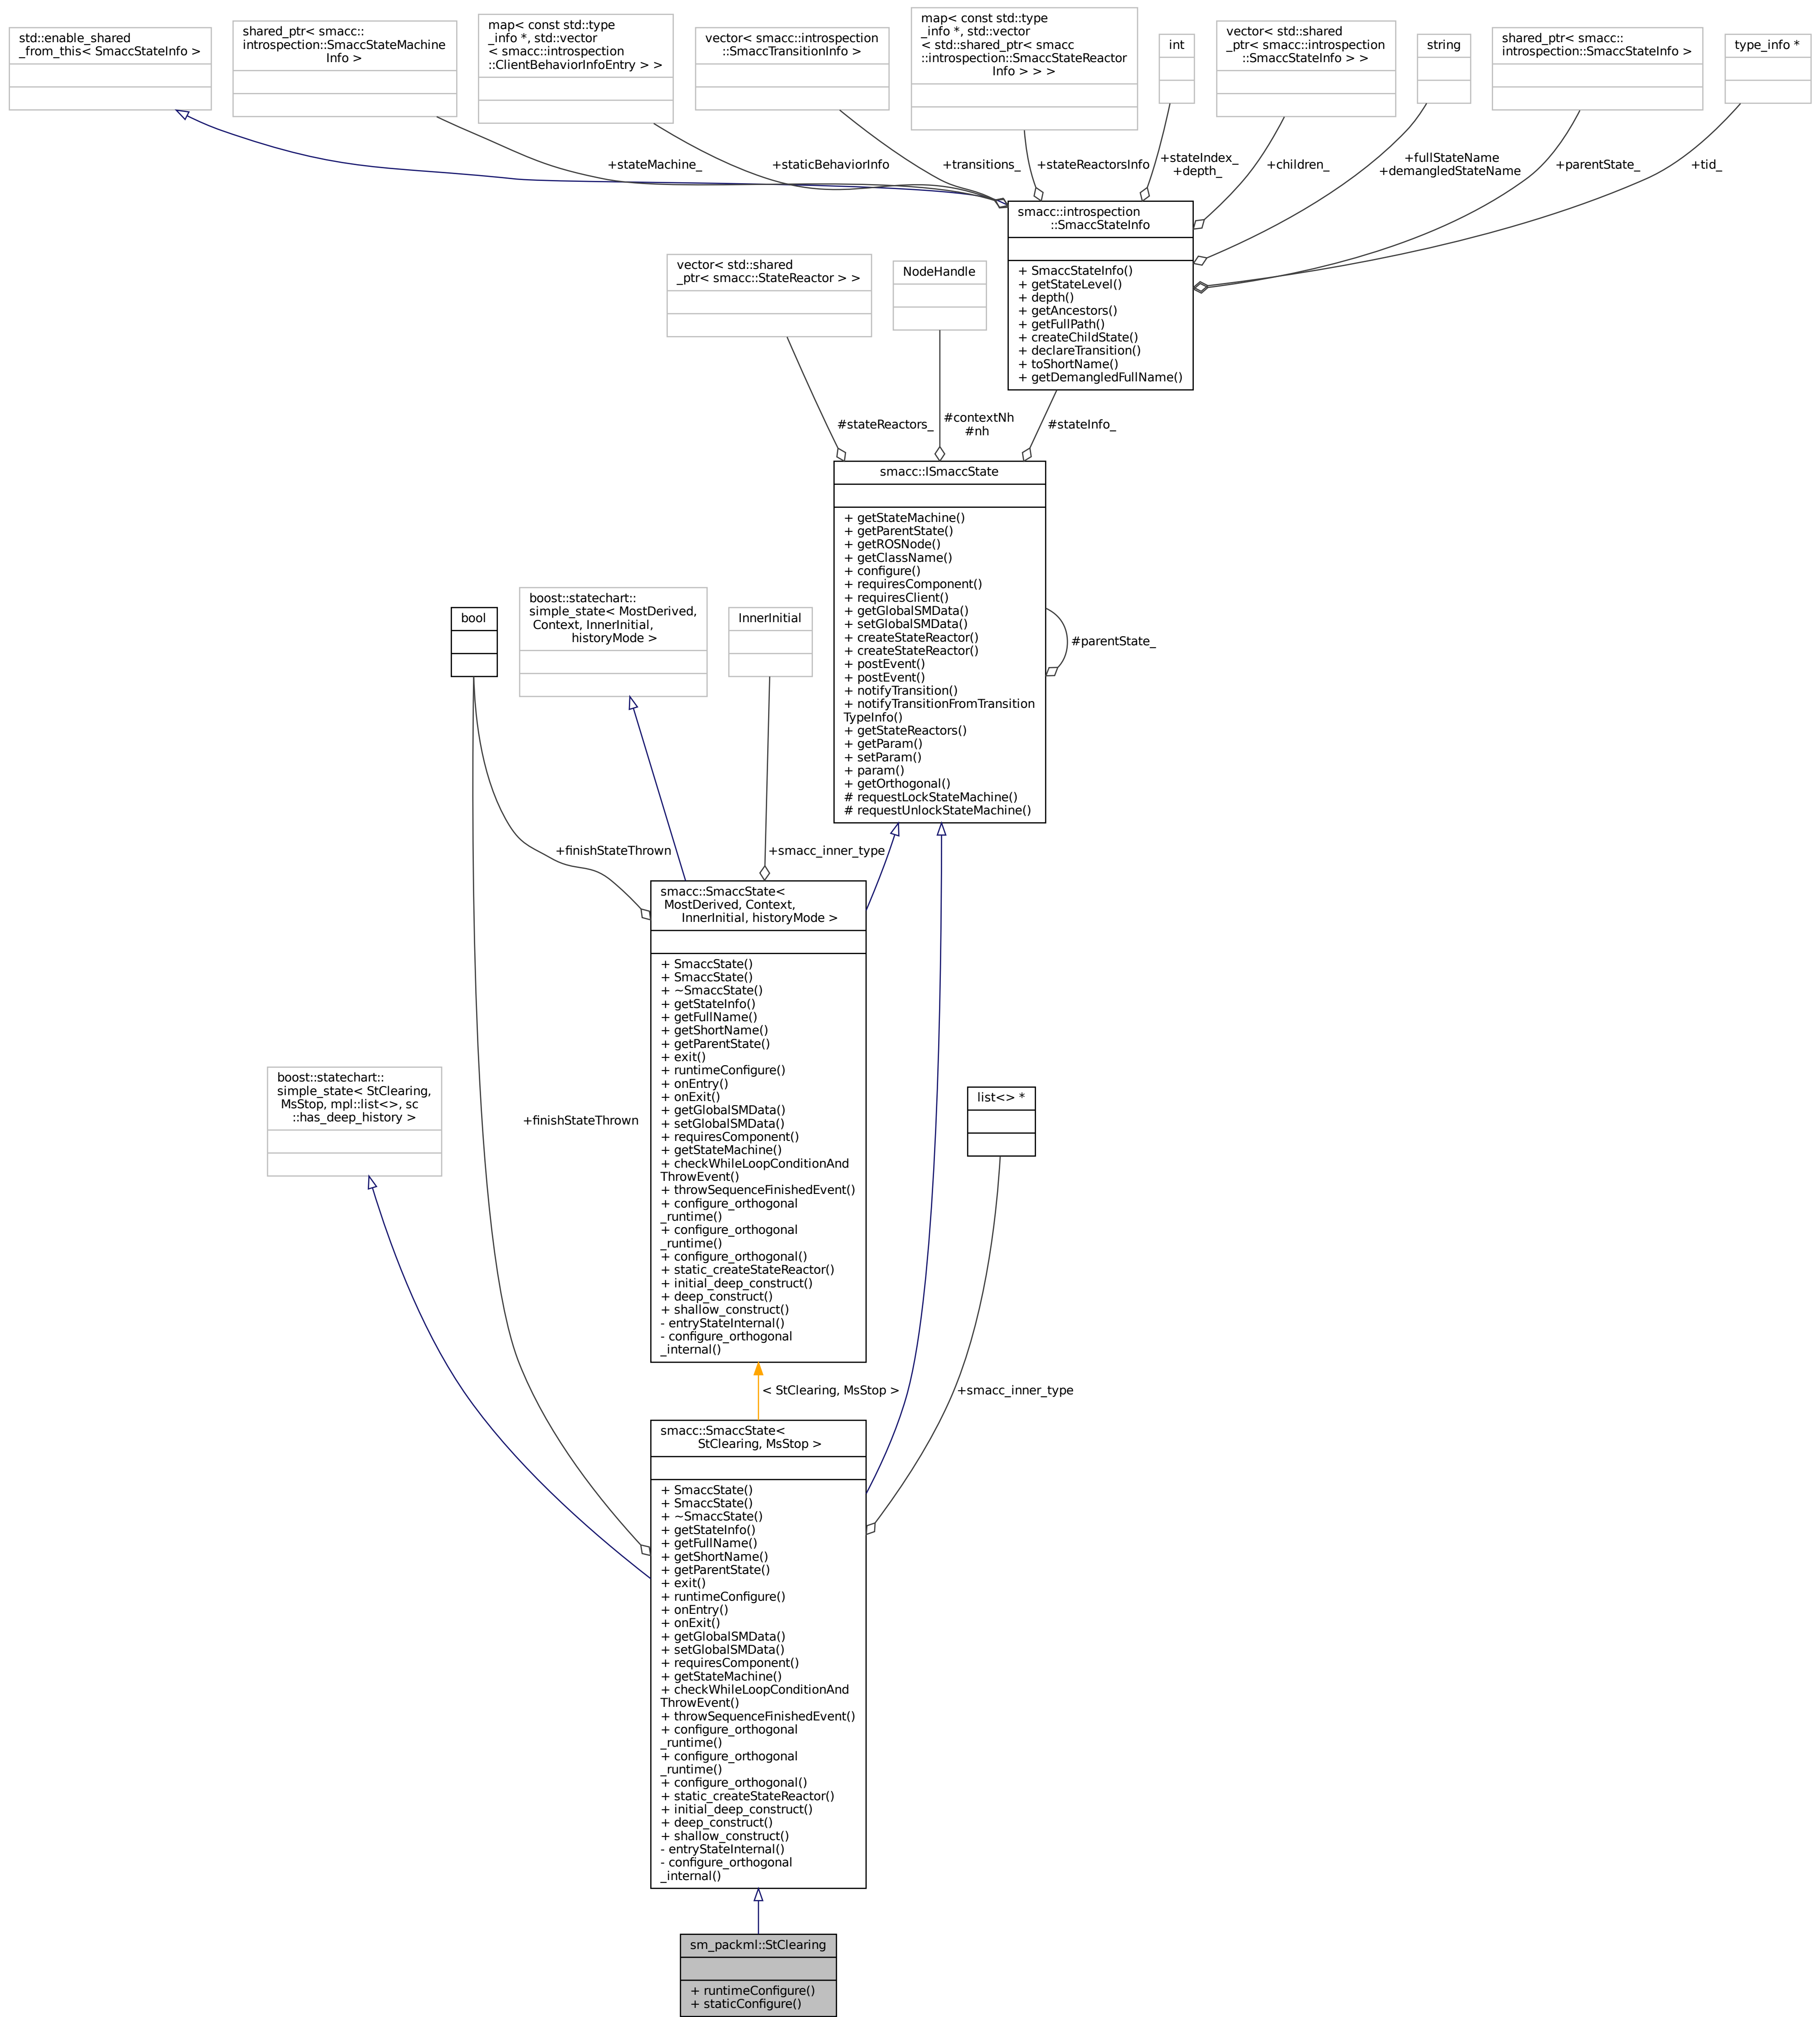 std::enable_shared
_from_this< SmaccStateInfo >
shared_ptr< smacc::
introspection::SmaccStateMachine
Info >
map< const std::type
_info *, std::vector
< smacc::introspection
::ClientBehaviorInfoEntry > >
vector< smacc::introspection
::SmaccTransitionInfo >
map< const std::type
_info *, std::vector
< std::shared_ptr< smacc
::introspection::SmaccStateReactor
Info > > >
int
vector< std::shared
_ptr< smacc::introspection
::SmaccStateInfo > >
string
shared_ptr< smacc::
introspection::SmaccStateInfo >
type_info *
+stateMachine_
+staticBehaviorInfo
+transitions_
+stateReactorsInfo
+stateIndex_
+depth_
+children_
+fullStateName
+demangledStateName
+parentState_
+tid_
smacc::introspection
::SmaccStateInfo
+ SmaccStateInfo()
+ getStateLevel()
+ depth()
+ getAncestors()
+ getFullPath()
+ createChildState()
+ declareTransition()
+ toShortName()
+ getDemangledFullName()
vector< std::shared
_ptr< smacc::StateReactor > >
NodeHandle
#stateReactors_
#contextNh
#nh
#stateInfo_
smacc::ISmaccState
+ getStateMachine()
+ getParentState()
+ getROSNode()
+ getClassName()
+ configure()
+ requiresComponent()
+ requiresClient()
+ getGlobalSMData()
+ setGlobalSMData()
+ createStateReactor()
+ createStateReactor()
+ postEvent()
+ postEvent()
+ notifyTransition()
+ notifyTransitionFromTransition
TypeInfo()
+ getStateReactors()
+ getParam()
+ setParam()
+ param()
+ getOrthogonal()
# requestLockStateMachine()
# requestUnlockStateMachine()
#parentState_
bool
boost::statechart::
simple_state< MostDerived,
Context, InnerInitial,
historyMode >
InnerInitial
+finishStateThrown
+smacc_inner_type
smacc::SmaccState<
MostDerived, Context,
InnerInitial, historyMode >
+ SmaccState()
+ SmaccState()
+ ~SmaccState()
+ getStateInfo()
+ getFullName()
+ getShortName()
+ getParentState()
+ exit()
+ runtimeConfigure()
+ onEntry()
+ onExit()
+ getGlobalSMData()
+ setGlobalSMData()
+ requiresComponent()
+ getStateMachine()
+ checkWhileLoopConditionAnd
ThrowEvent()
+ throwSequenceFinishedEvent()
+ configure_orthogonal
_runtime()
+ configure_orthogonal
_runtime()
+ configure_orthogonal()
+ static_createStateReactor()
+ initial_deep_construct()
+ deep_construct()
+ shallow_construct()
- entryStateInternal()
- configure_orthogonal
_internal()
boost::statechart::
simple_state< StClearing,
MsStop, mpl::list<>, sc
::has_deep_history >
+finishStateThrown
list<> *
< StClearing, MsStop >
+smacc_inner_type
smacc::SmaccState<
StClearing, MsStop >
+ SmaccState()
+ SmaccState()
+ ~SmaccState()
+ getStateInfo()
+ getFullName()
+ getShortName()
+ getParentState()
+ exit()
+ runtimeConfigure()
+ onEntry()
+ onExit()
+ getGlobalSMData()
+ setGlobalSMData()
+ requiresComponent()
+ getStateMachine()
+ checkWhileLoopConditionAnd
ThrowEvent()
+ throwSequenceFinishedEvent()
+ configure_orthogonal
_runtime()
+ configure_orthogonal
_runtime()
+ configure_orthogonal()
+ static_createStateReactor()
+ initial_deep_construct()
+ deep_construct()
+ shallow_construct()
- entryStateInternal()
- configure_orthogonal
_internal()
sm_packml::StClearing
+ runtimeConfigure()
+ staticConfigure()